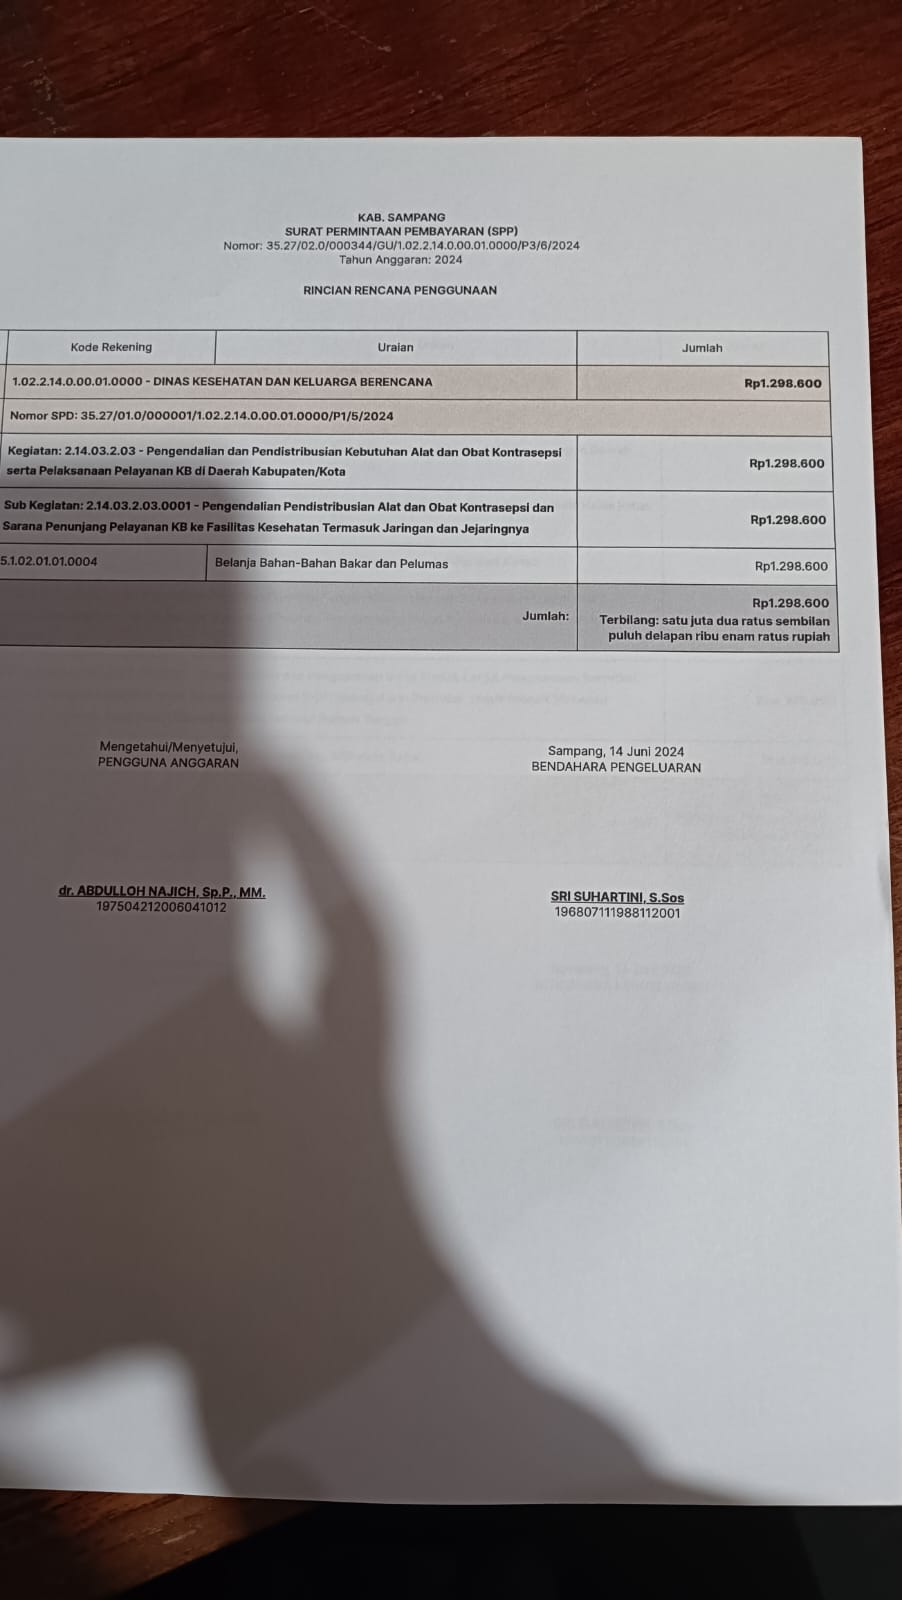 KAB. SAMPANG
SURAT PERMINTAAN PEMBAYARAN (SPP)
Nomor: 35.27/02.0/000344/GU/1.02.2.14.0.00.01.0000/P3/6/2024
Tahun Anggaran: 2024
RINCIAN RENCANA PENGGUNAAN
Kode Rekening Uraian Jumlah
1.02.2.14.0.00.01.0000 - DINAS KESEHATAN DAN KELUARGA BERENCANA Rp1.298.600
Nomor SPD: 35.27/01.0/000001/1.02.2.14.0.00.01.0000/P1/5/2024
Kegiatan: 2.14.03.2.03 - Pengendalian dan Pendistribusian Kebutuhan Alat dan Obat Kontrasepsi
serta Pelaksanaan Pelayanan KB di Daerah Kabupaten/Kota
Rp1.298.600
Sub Kegiatan: 2.14.03.2.03.0001 - Pengendalian Pendistribusian Alat dan Obat Kontrasepsi dan
Sarana Penunjang Pelayanan KB ke Fasilitas Kesehatan Termasuk Jaringan dan Jejaringnya
Rp1.298.600
5.1.02.01.01.0004 Belanja Bahan-Bahan Bakar dan Pelumas Rp1.298.600
Jumlah:
Rp1.298.600
Terbilang: satu juta dua ratus sembilan
puluh delapan ribu enam ratus rupiah
Mengetahui/Menyetujui,
PENGGUNA ANGGARAN
dr. ABDULLOH NAJICH, Sp.P., MM.
197504212006041012
Sampang, 14 Juni 2024
BENDAHARA PENGELUARAN
SRI SUHARTINI, S.Sos
196807111988112001